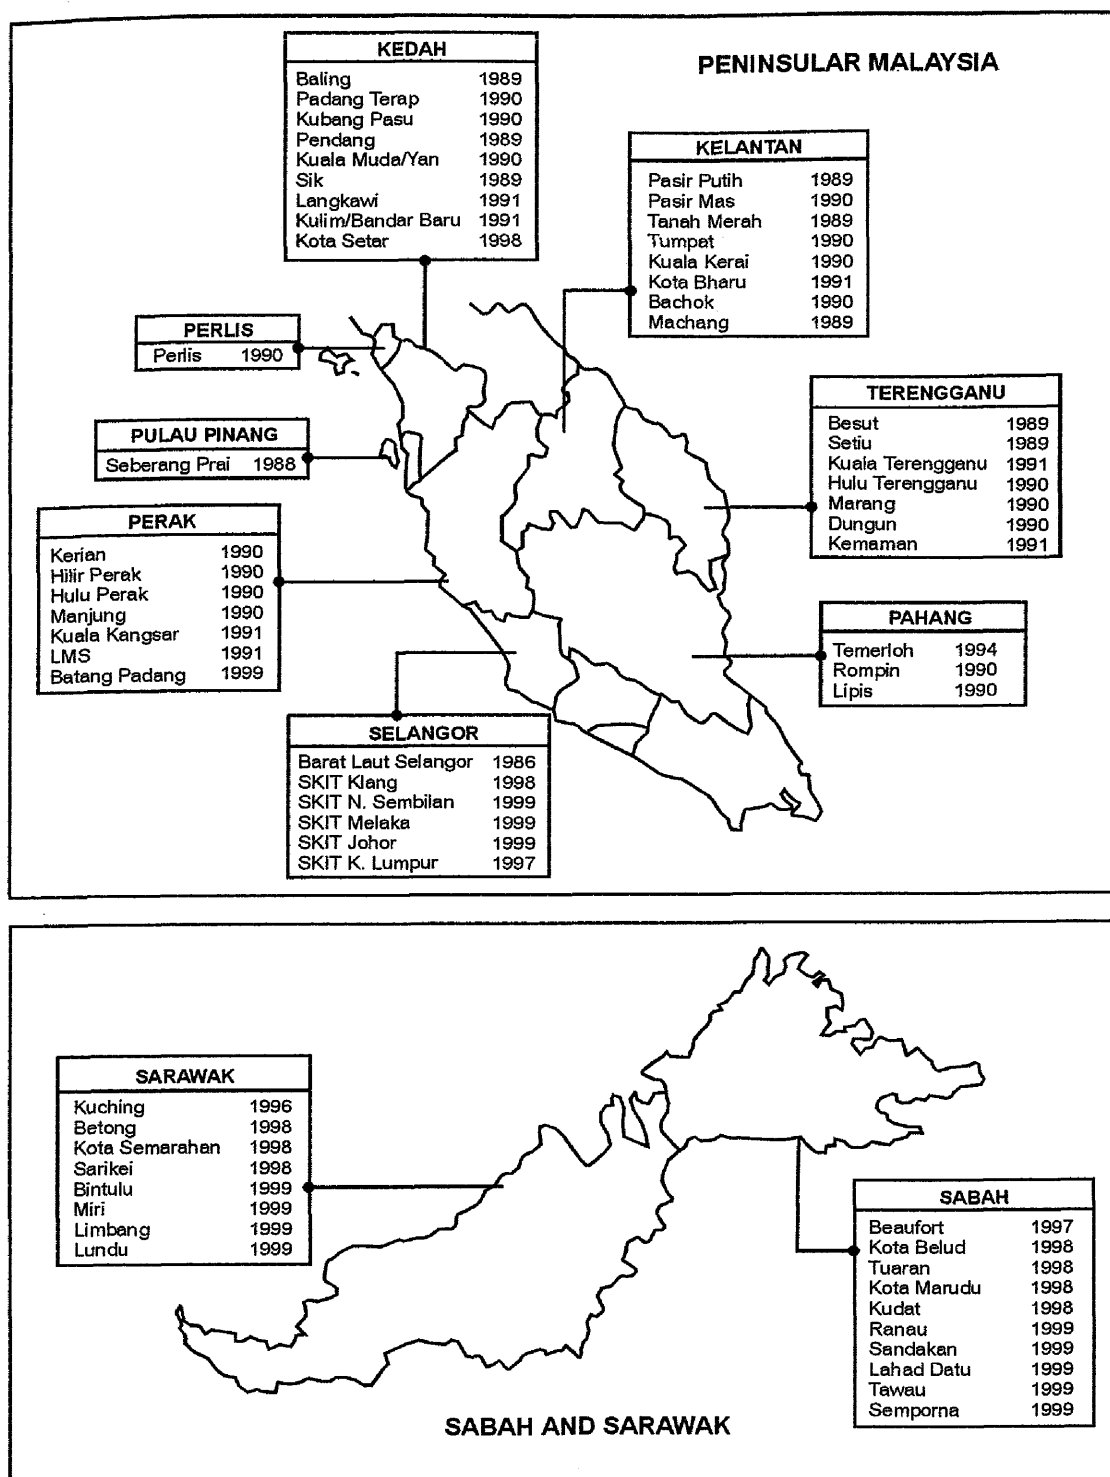 PENINSULAR MALAYSIA
KEDAH
Baling 1989
Padang Terap 1990
Kubang Pasu 1990
Pendang 1989
Kuala Muda/Yan 1990
Sik 1989
Langkawi 1991
Kulim/Bandar Baru 1991
Kota Setar 1998
KELANTAN
Pasir Putih 1989
Pasir Mas 1990
Tanah Merah 1989
Tumpat 1990
Kuala Kerai 1990
Kota Bharu 1991
Bachok 1990
Machang 1989
PERLIS
Perlis 1990
TERENGGANU
Besut 1989
Setiu 1989
Kuala Terengganu 1991
Hulu Terengganu 1990
Marang 1990
Dungun 1990
Kemaman 1991
PULAU PINANG
Seberang Prai 1988
PERAK
Kerian 1990
Hilir Perak 1990
Hulu Perak 1990
Manjung 1990
Kuala Kangsar 1991
LMS 1991
Batang Padang 1999
PAHANG
Temerloh 1994
Rompin 1990
Lipis 1990
SELANGOR
Barat Laut Selangor 1986
SKIT Klang 1998
SKIT N. Sembilan 1999
SKIT Melaka 1999
SKIT Johor 1999
SKIT K. Lumpur 1997
SARAWAK
Kuching 1996
Betong 1998
Kota Semarahan 1998
Sarikei 1998
Bintulu 1999
Miri 1999
Limbang 1999
Lundu 1999
SABAH
Beaufort 1997
Kota Belud 1998
Tuaran 1998
Kota Marudu 1998
Kudat 1998
Ranau 1999
Sandakan 1999
Lahad Datu 1999
Tawau 1999
Semporna 1999
SABAH AND SARAWAK